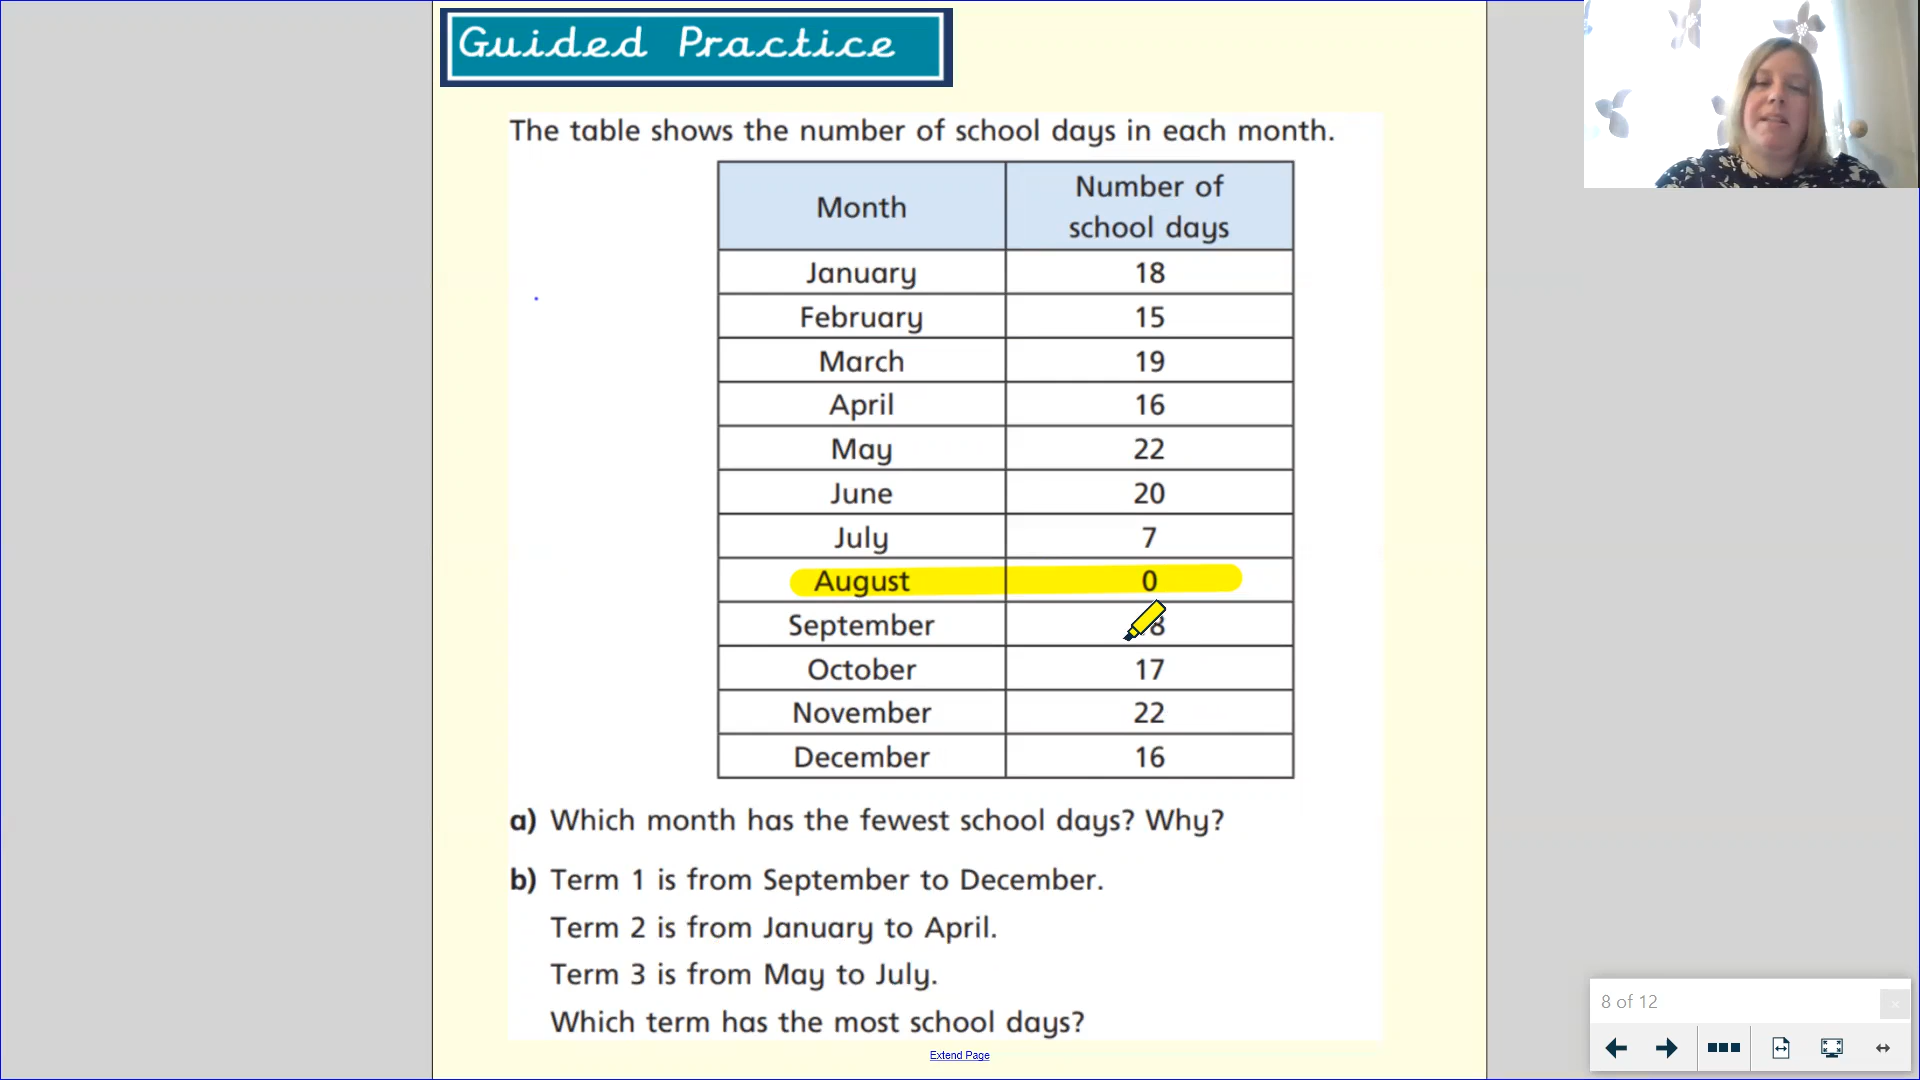 Guided Practice
The table shows the number of school days in each month.
Month
Number of
school days
January 18
February 15
March 19
April 16
May 22
June 20
July 7
August 0
September 8
October 17
November 22
December 16
a) Which month has the fewest school days? Why?
b) Term 1 is from September to December.
Term 2 is from January to April.
Term 3 is from May to July.
Which term has the most school days?
Extend Page
8 of 12